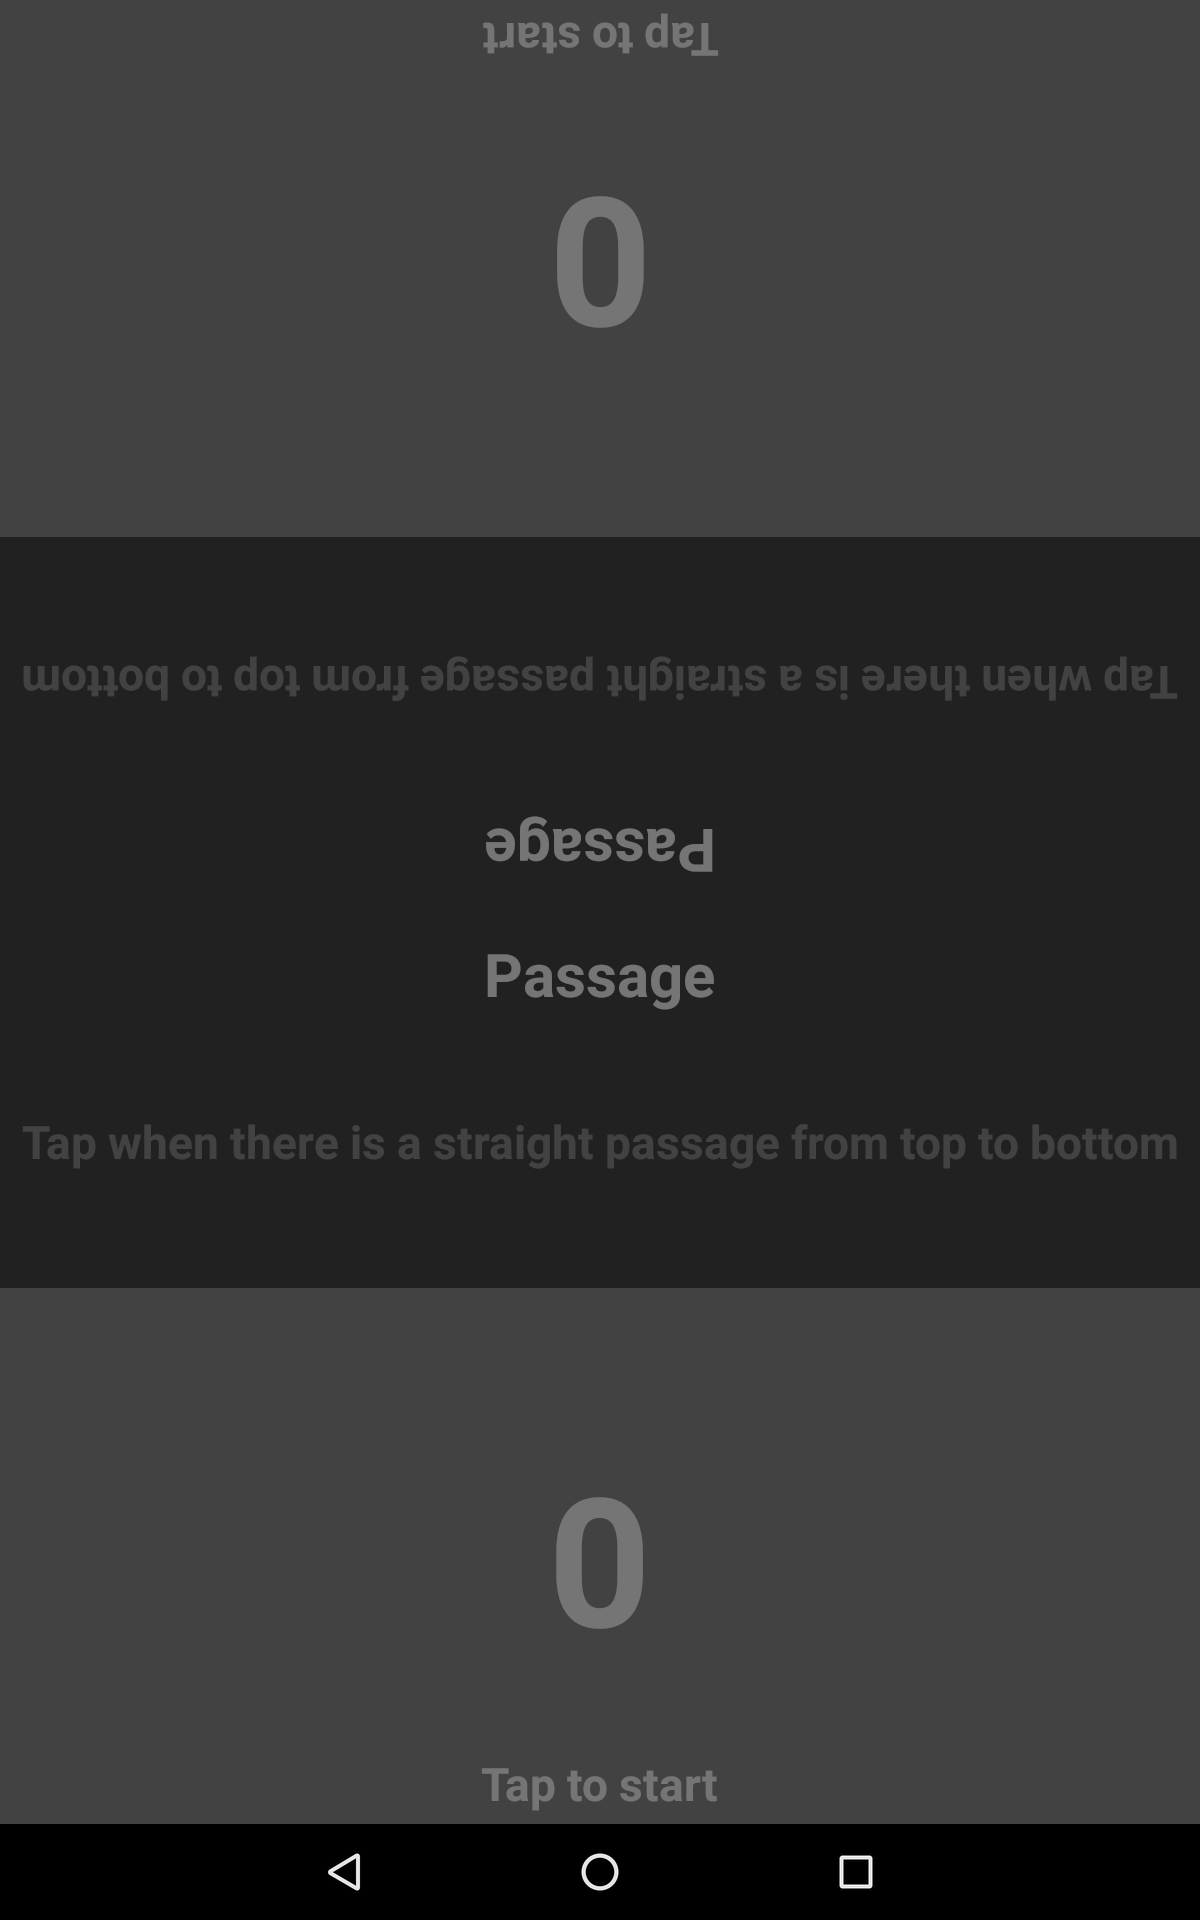 Tap to start
0
Tap when there is a straight passage from top to bottom
Passage
Passage
Tap when there is a straight passage from top to bottom
0
Tap to start